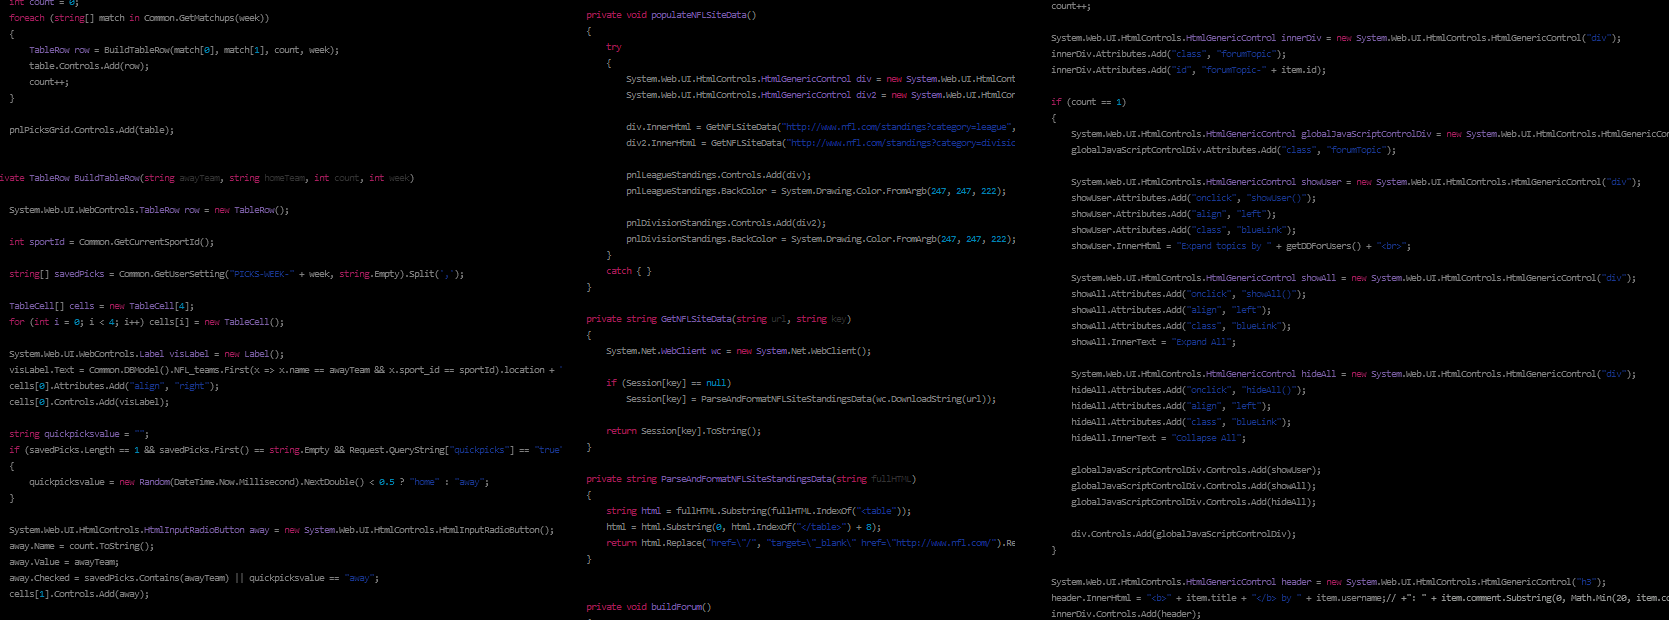 int count = 0;
foreach (string[] match in Common.GetMatchups(week))
{
TableRow row = BuildTableRow(match[0], match[1], count, week);
table.Controls.Add(row);
count++;
}
pnlPicksGrid.Controls.Add(table);
ivate TableRow BuildTableRow(string awayTeam, string homeTeam, int count, int week)
System.Web.UI.WebControls.TableRow row = new TableRow();
int sportId = Common.GetCurrentSportId();
string[] savedPicks = Common.GetUserSetting("PICKS-WEEK-" + week, string.Empty).Split(',');
TableCell[] cells = new TableCell[4];
for (int i = 0; i < 4; i++) cells[i] = new TableCell();
System.Web.UI.WebControls.Label visLabel = new Label();
visLabel.Text = Common.DBModel().NFL_teams.First(x => x.name == awayTeam && x.sport_id == sportId).location + "
cells[0].Attributes.Add("align", "right");
cells[0].Controls.Add(visLabel);
string quickpicksvalue = "";
if (savedPicks.Length == 1 && savedPicks.First() == string.Empty && Request.QueryString["quickpicks"] == "true"
{
quickpicksvalue = new Random(DateTime.Now.Millisecond).NextDouble() < 0.5 ? "home" : "away";
}
System.Web.UI.HtmlControls.HtmlInputRadioButton away = new System.Web.UI.HtmlControls.HtmlInputRadioButton();
away.Name = count.ToString();
away.Value = awayTeam;
away.Checked = savedPicks.Contains(awayTeam) || quickpicksvalue == "away";
cells[1].Controls.Add(away);
private void populateNFLSiteData()
{
try
{
System.Web.UI.HtmlControls.HtmlGenericControl div = new System.Web.UI.HtmlCont
System.Web.UI.HtmlControls.HtmlGenericControl div2 = new System.Web.UI.HtmlCon
div.InnerHtml = GetNFLSiteData("http://www.nfl.com/standings?category=league",
div2.InnerHtml = GetNFLSiteData("http://www.nfl.com/standings?category=divisio
pnlLeagueStandings.Controls.Add(div);
pnlLeagueStandings.BackColor = System.Drawing.Color.FromArgb(247, 247, 222);
pnlDivisionStandings.Controls.Add(div2);
pnlDivisionStandings.BackColor = System.Drawing.Color.FromArgb(247, 247, 222);
}
catch { }
}
private string GetNFLSiteData(string url, string key)
{
System.Net.WebClient wc = new System.Net.WebClient();
if (Session[key] == null)
Session[key] = ParseAndFormatNFLSiteStandingsData(wc.DownloadString(url));
return Session[key].ToString();
}
private string ParseAndFormatNFLSiteStandingsData(string fullHTML)
{
string html = fullHTML.Substring(fullHTML.IndexOf("<table"));
html = html.Substring(0, html.IndexOf("</table>") + 8);
return html.Replace("href=\"/", "target=\"_blank\" href=\"http://www.nfl.com/").Re
}
private void buildForum()
{
count++;
System.Web.UI.HtmlControls.HtmlGenericControl innerDiv = new System.Web.UI.HtmlControls.HtmlGenericControl("div");
innerDiv.Attributes.Add("class", "forumTopic");
innerDiv.Attributes.Add("id", "forumTopic-" + item.id);
if (count == 1)
{
System.Web.UI.HtmlControls.HtmlGenericControl globalJavaScriptControlDiv = new System.Web.UI.HtmlControls.HtmlGenericCo
globalJavaScriptControlDiv.Attributes.Add("class", "forumTopic");
System.Web.UI.HtmlControls.HtmlGenericControl showUser = new System.Web.UI.HtmlControls.HtmlGenericControl("div");
showUser.Attributes.Add("onclick", "showUser()");
showUser.Attributes.Add("align", "left");
showUser.Attributes.Add("class", "blueLink");
showUser.InnerHtml = "Expand topics by " + getDDForUsers() + "<br>";
System.Web.UI.HtmlControls.HtmlGenericControl showAll = new System.Web.UI.HtmlControls.HtmlGenericControl("div");
showAll.Attributes.Add("onclick", "showAll()");
showAll.Attributes.Add("align", "left");
showAll.Attributes.Add("class", "blueLink");
showAll.InnerText = "Expand All";
System.Web.UI.HtmlControls.HtmlGenericControl hideAll = new System.Web.UI.HtmlControls.HtmlGenericControl("div");
hideAll.Attributes.Add("onclick", "hideAll()");
hideAll.Attributes.Add("align", "left");
hideAll.Attributes.Add("class", "blueLink");
hideAll.InnerText = "Collapse All";
globalJavaScriptControlDiv.Controls.Add(showUser);
globalJavaScriptControlDiv.Controls.Add(showAll);
globalJavaScriptControlDiv.Controls.Add(hideAll);
div.Controls.Add(globalJavaScriptControlDiv);
}
System.Web.UI.HtmlControls.HtmlGenericControl header = new System.Web.UI.HtmlControls.HtmlGenericControl("h3");
header.InnerHtml = "<b>" + item.title + "</b> by " + item.username;// +": " + item.comment.Substring(0, Math.Min(20, item.co
innerDiv.Controls.Add(header);